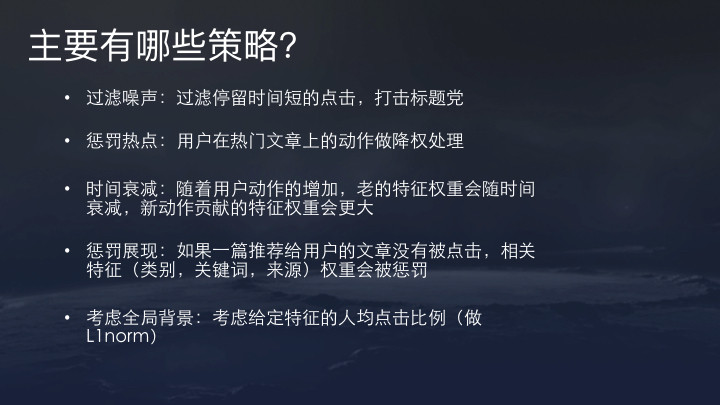 主要有哪些策略?
• 过滤噪声：过滤停留时间短的点击，打击标题党
• 惩罚热点：用户在热门文章上的动作做降权处理
• 时间衰减：随着用户动作的增加，老的特征权重会随时间
衰减，新动作贡献的特征权重会更大
• 惩罚展现：如果一篇推荐给用户的文章没有被点击，相关
特征（类别，关键词，来源）权重会被惩罚
• 考虑全局背景：考虑给定特征的人均点击比例（做
L1norm）